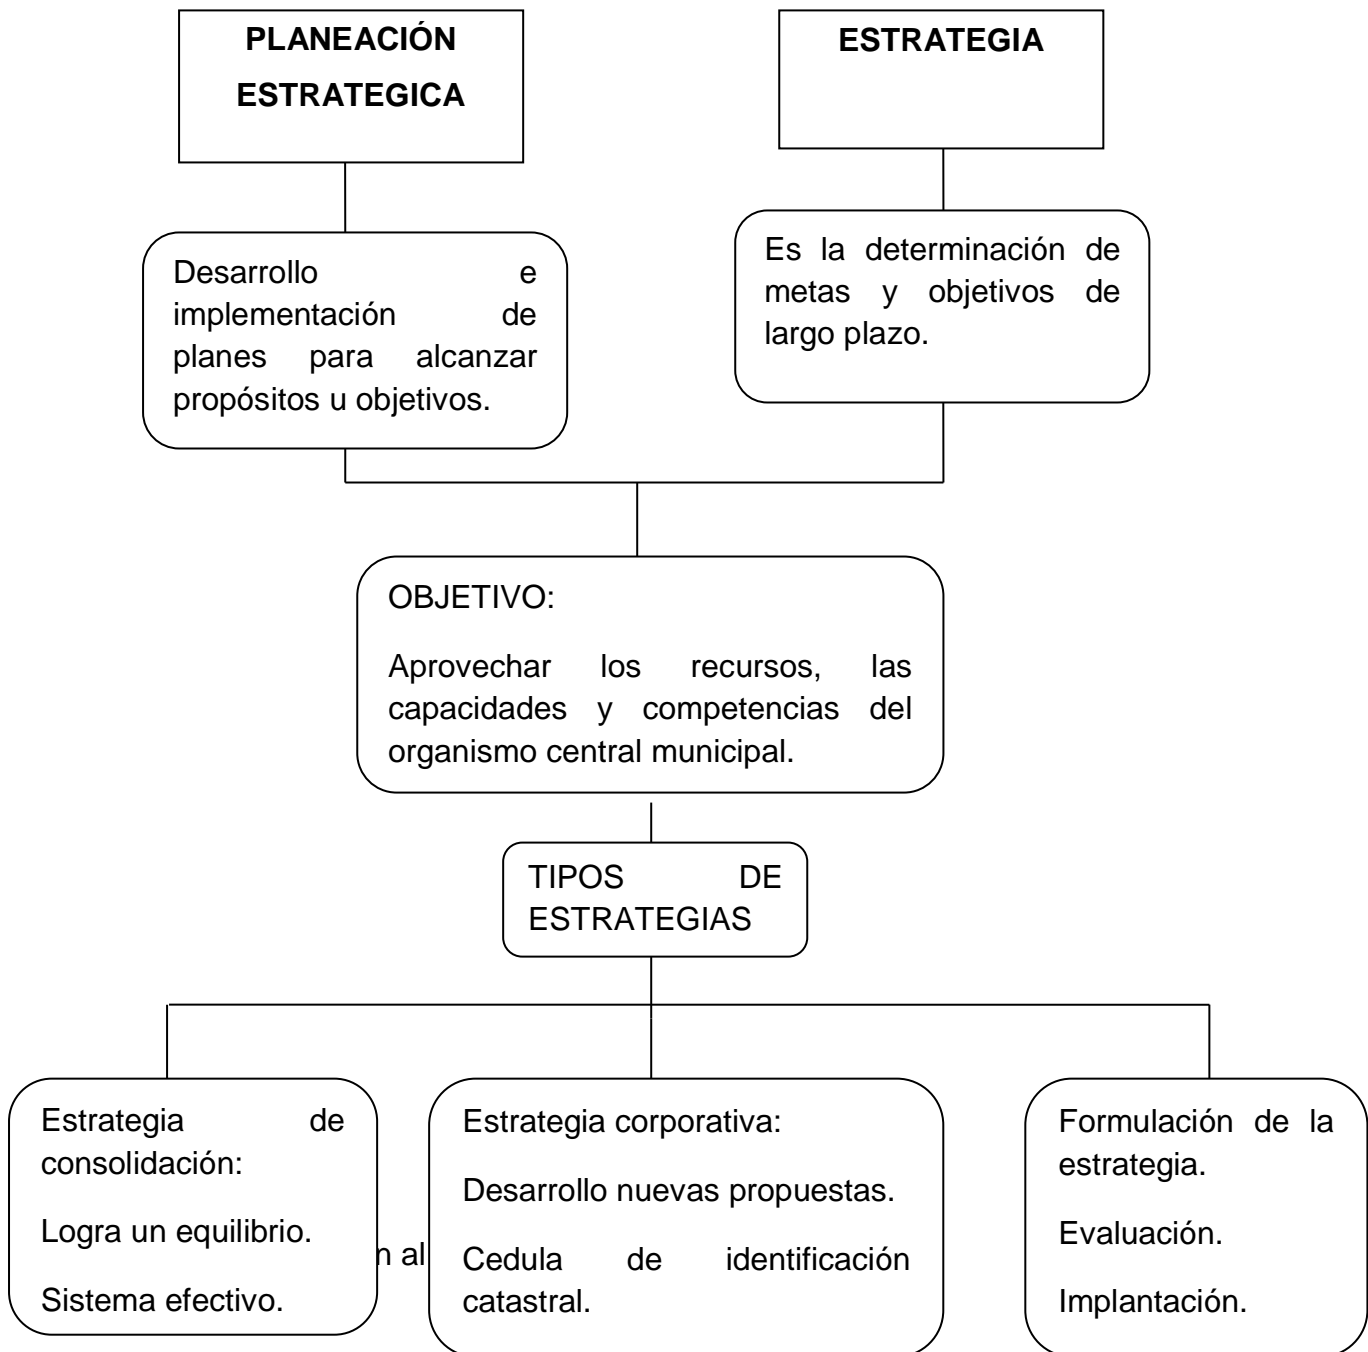 PLANEACIÓN
ESTRATEGICA
ESTRATEGIA
Desarrollo e
implementación de
planes para alcanzar
propósitos u objetivos.
Es la determinación de
metas y objetivos de
largo plazo.
OBJETIVO:
Aprovechar los recursos, las
capacidades y competencias del
organismo central municipal.
TIPOS DE
ESTRATEGIAS
Estrategia de
consolidación:
Logra un equilibrio.
Sistema efectivo.
al
Estrategia corporativa:
Desarrollo nuevas propuestas.
Cedula de identificación
catastral.
Formulación de la
estrategia.
Evaluación.
Implantación.